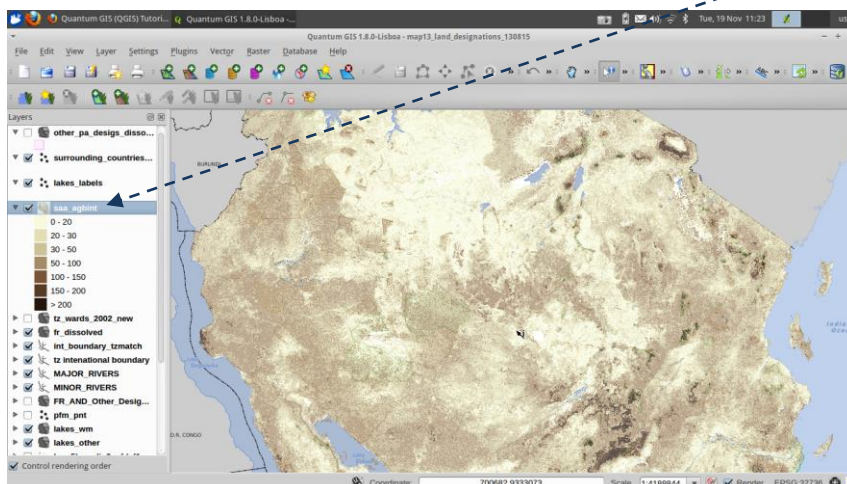 Quantum GIS (QGIS) Tutori... Quantum GIS 1.8.0-Lisboa -... Tue, 19 Nov 11:23 us
Quantum GIS 1.8.0-Lisboa - map13_land_designations_130815
File Edit View Layer Settings Plugins Vector Raster Database Help
Layers
other_pa_desigs_disso...
surrounding_countries...
lakes_labels
saa_agbint
0 - 20
20 - 30
30 - 50
50 - 100
100 - 150
150 - 200
> 200
tz_wards_2002_new
fr_dissolved
int_boundary_tzmatch
tz intenational boundary
MAJOR_RIVERS
MINOR_RIVERS
FR_AND_Other_Desig...
pfm_pnt
lakes_wm
lakes_other
Control rendering order
BURUNDI
D.R. CONGO
Coordinate: 700682,9333073 Scale 1:4199944 Render EPSG:32736